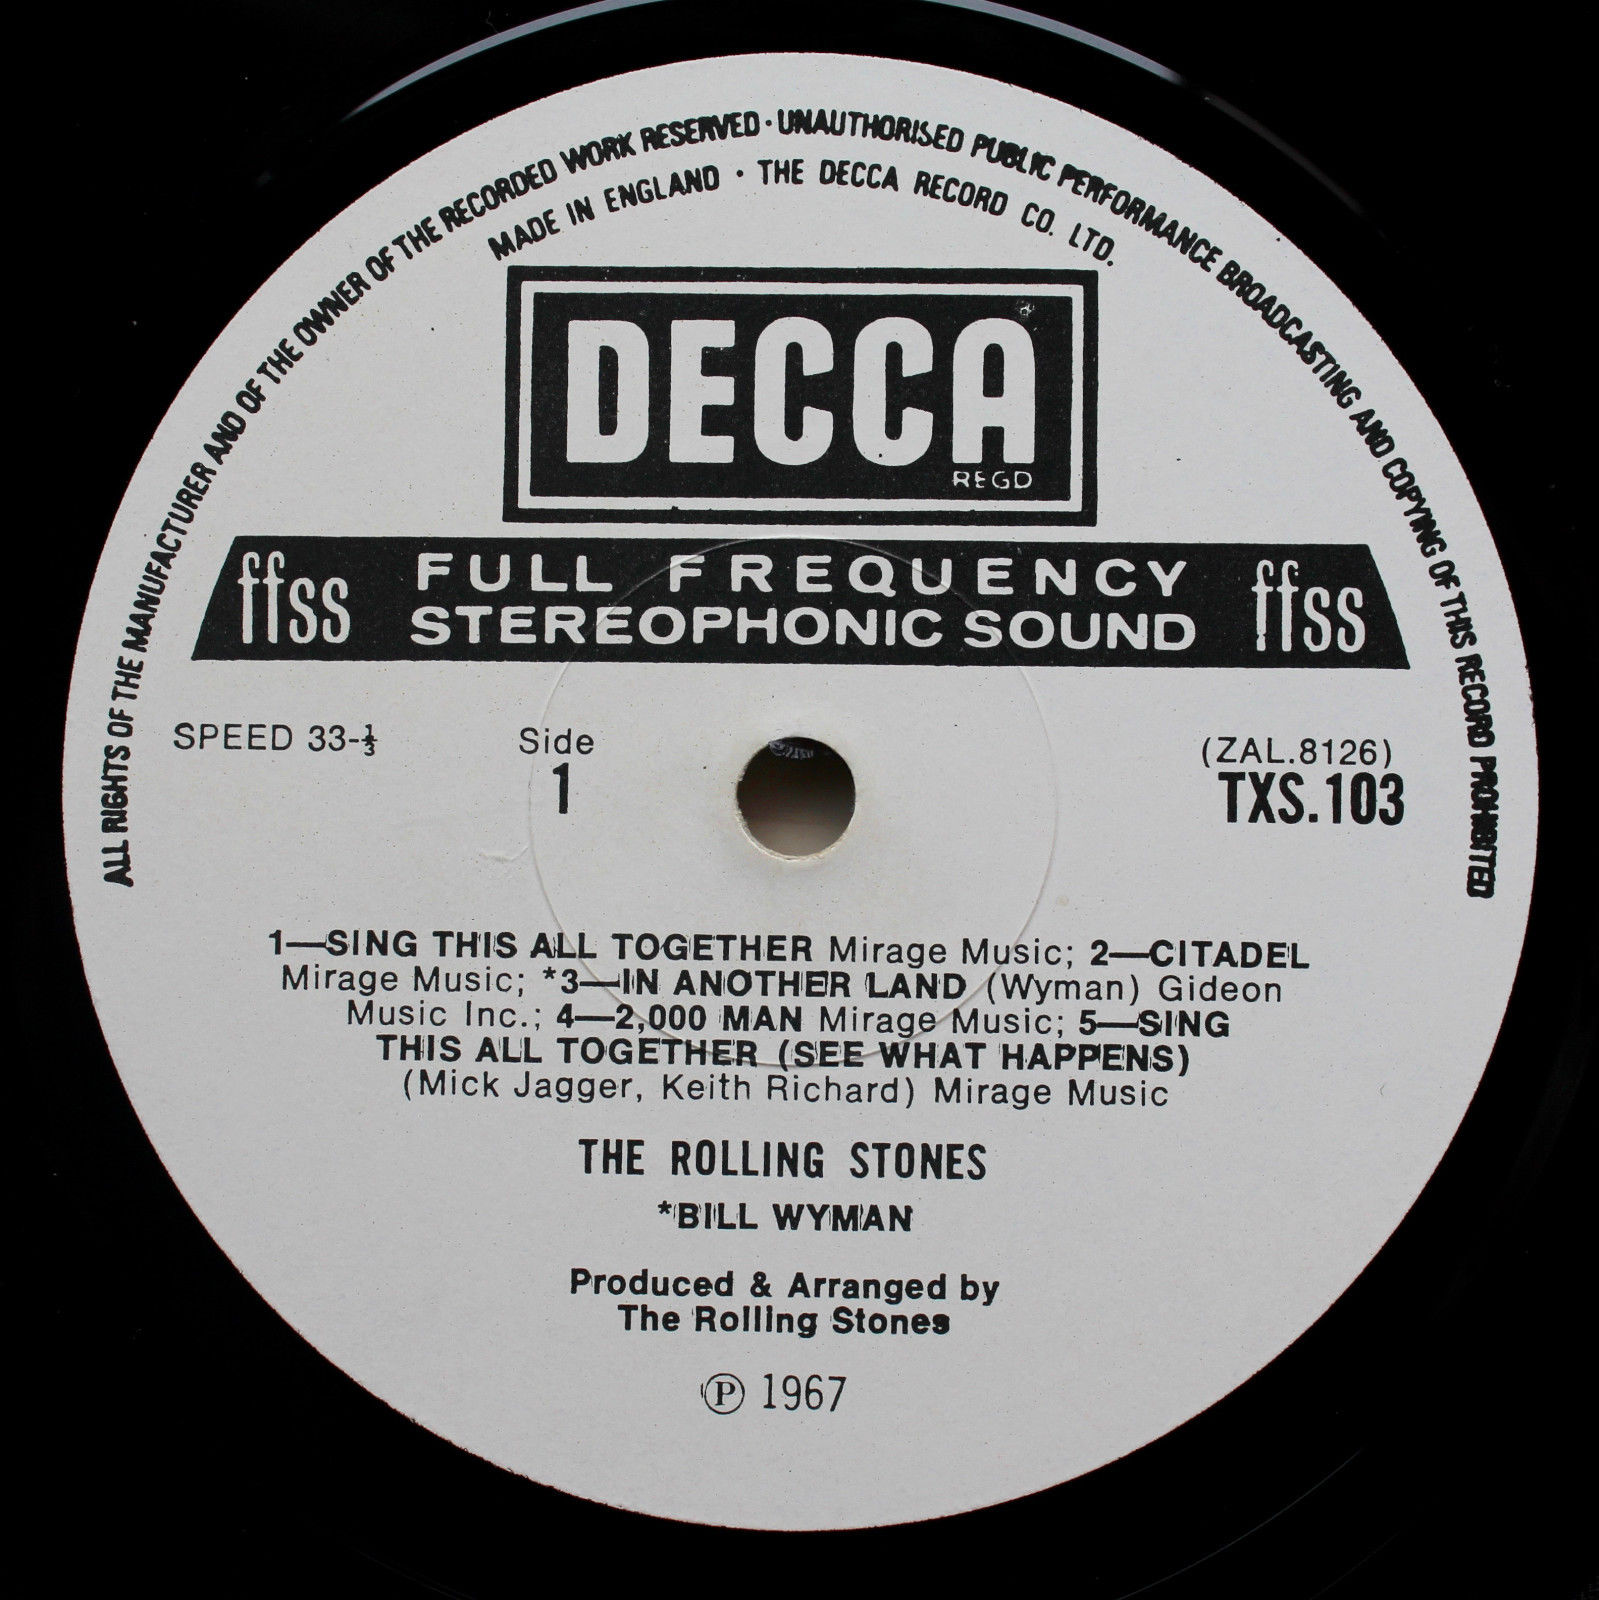 ALL RIGHTS OF THE MANUFACTURER AND OF THE OWNER OF THE RECORDED WORK RESERVED · UNAUTHORISED PUBLIC PERFORMANCE BROADCASTING AND COPYING OF THIS RECORD PROHIBITED
MADE IN ENGLAND · THE DECCA RECORD CO. LTD.
DECCA
REGD
ffss FULL FREQUENCY STEREOPHONIC SOUND ffss
SPEED 33-⅓
Side
1
(ZAL.8126)
TXS.103
1—SING THIS ALL TOGETHER Mirage Music; 2—CITADEL
Mirage Music; *3—IN ANOTHER LAND (Wyman) Gideon
Music Inc.; 4—2,000 MAN Mirage Music; 5—SING
THIS ALL TOGETHER (SEE WHAT HAPPENS)
(Mick Jagger, Keith Richard) Mirage Music
THE ROLLING STONES
*BILL WYMAN
Produced & Arranged by
The Rolling Stones
℗ 1967